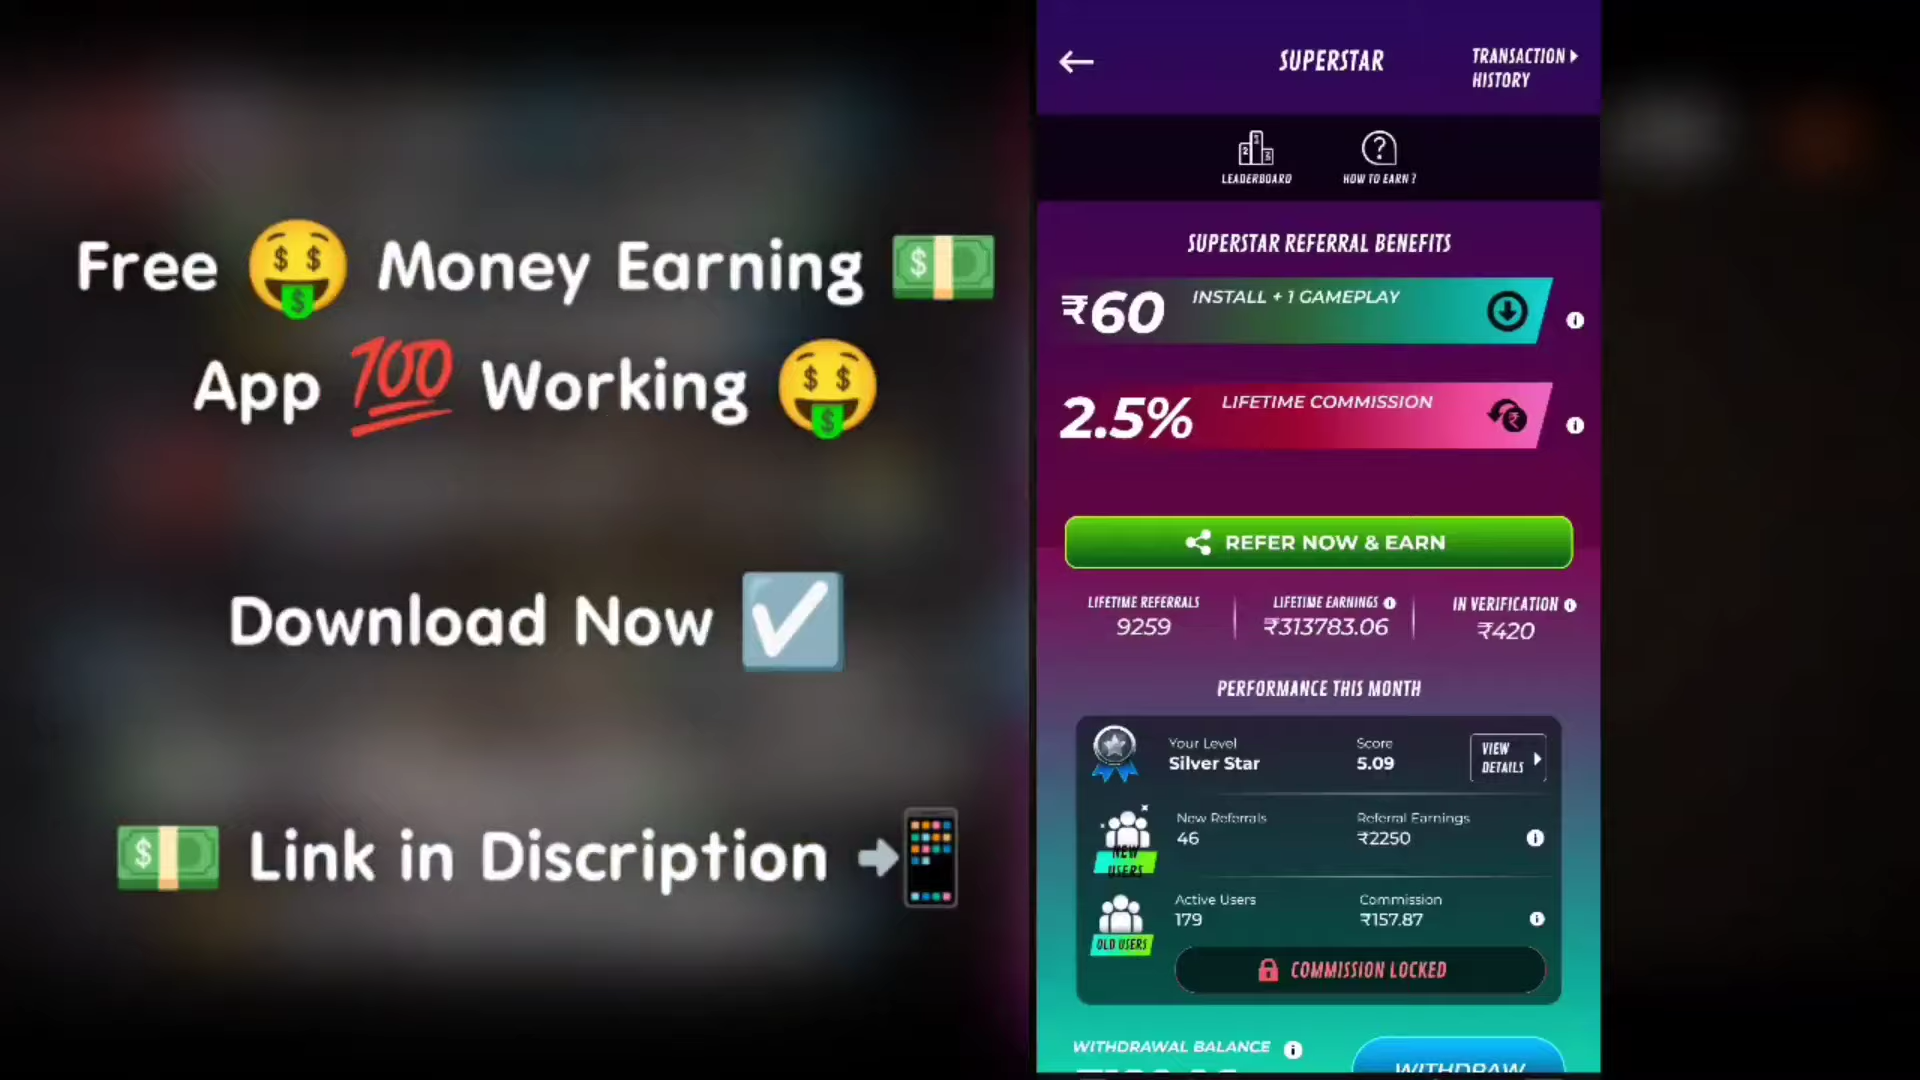 Free 🤑 Money Earning 💵
App 💯 Working 🤑
Download Now ☑️
💵 Link in Discription 📲
SUPERSTAR
TRANSACTION
HISTORY
LEADERBOARD
HOW TO EARN ?
SUPERSTAR REFERRAL BENEFITS
₹60 INSTALL + 1 GAMEPLAY
2.5% LIFETIME COMMISSION
REFER NOW & EARN
LIFETIME REFERRALS
9259
LIFETIME EARNINGS
₹313783.06
IN VERIFICATION
₹420
PERFORMANCE THIS MONTH
Your Level
Silver Star
Score
5.09
VIEW
DETAILS
New Referrals
46
Referral Earnings
₹2250
NEW
USERS
Active Users
179
Commission
₹157.87
OLD USERS
COMMISSION LOCKED
WITHDRAWAL BALANCE
WITHDRAW